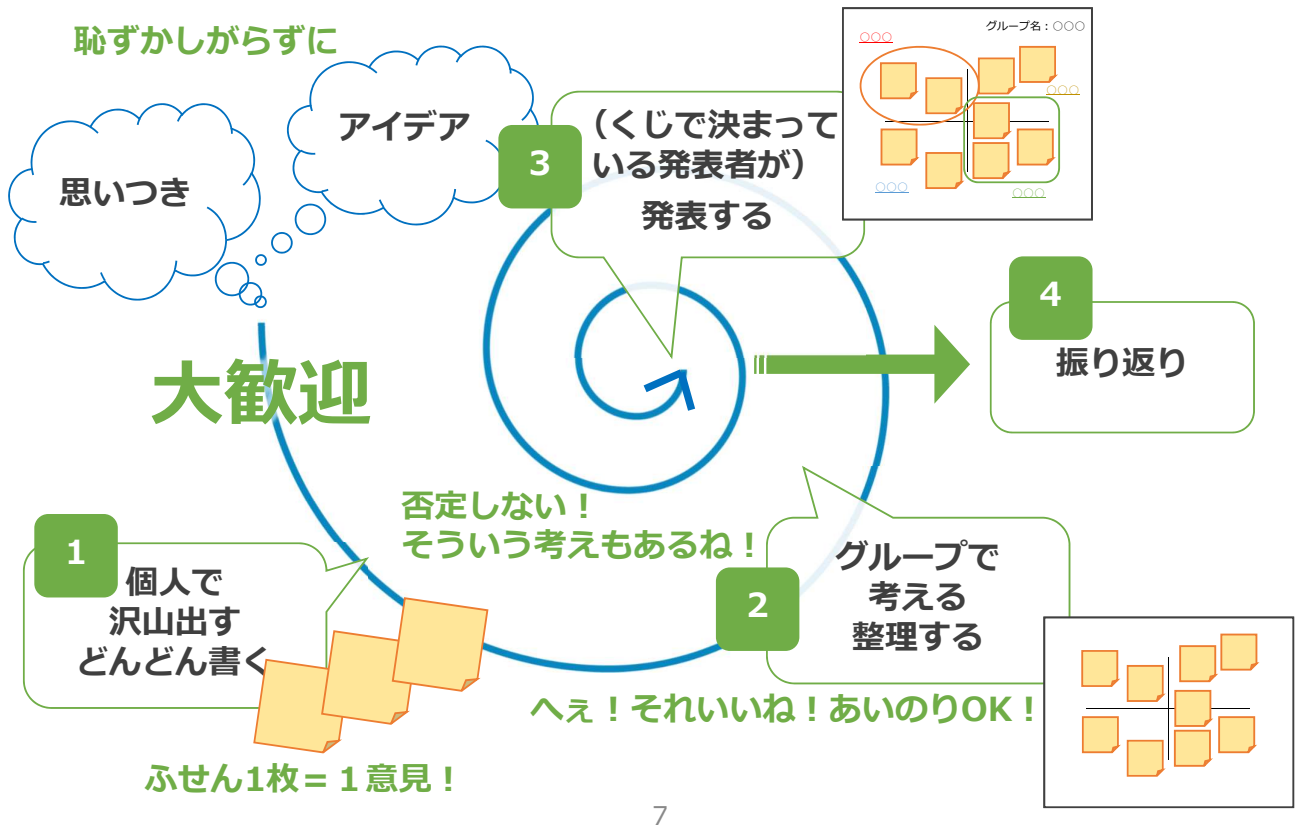 恥ずかしがらずに
アイデア
思いつき
大歓迎
1
個人で
沢山出す
どんどん書く
ふせん1枚=１意見！
否定しない！
そういう考えもあるね！
2
グループで
考える
整理する
へぇ！それいいね！あいのりOK！
3
（くじで決まって
いる発表者が）
発表する
グループ名：○○○
○○○
○○○
○○○
○○○
4
振り返り
7